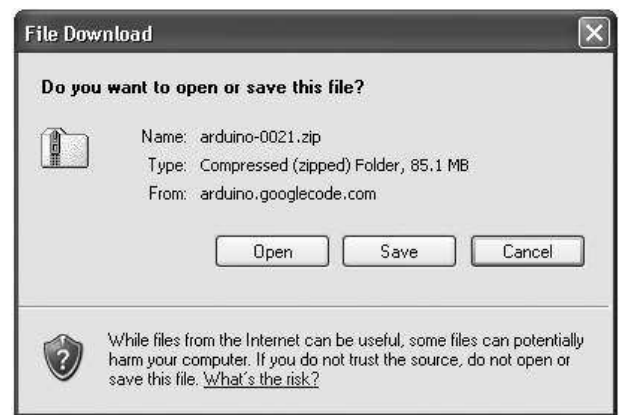 File Download
Do you want to open or save this file?
Name: arduino-0021.zip
Type: Compressed (zipped) Folder, 85.1 MB
From: arduino.googlecode.com
Open Save Cancel
While files from the Internet can be useful, some files can potentially
harm your computer. If you do not trust the source, do not open or
save this file. What's the risk?